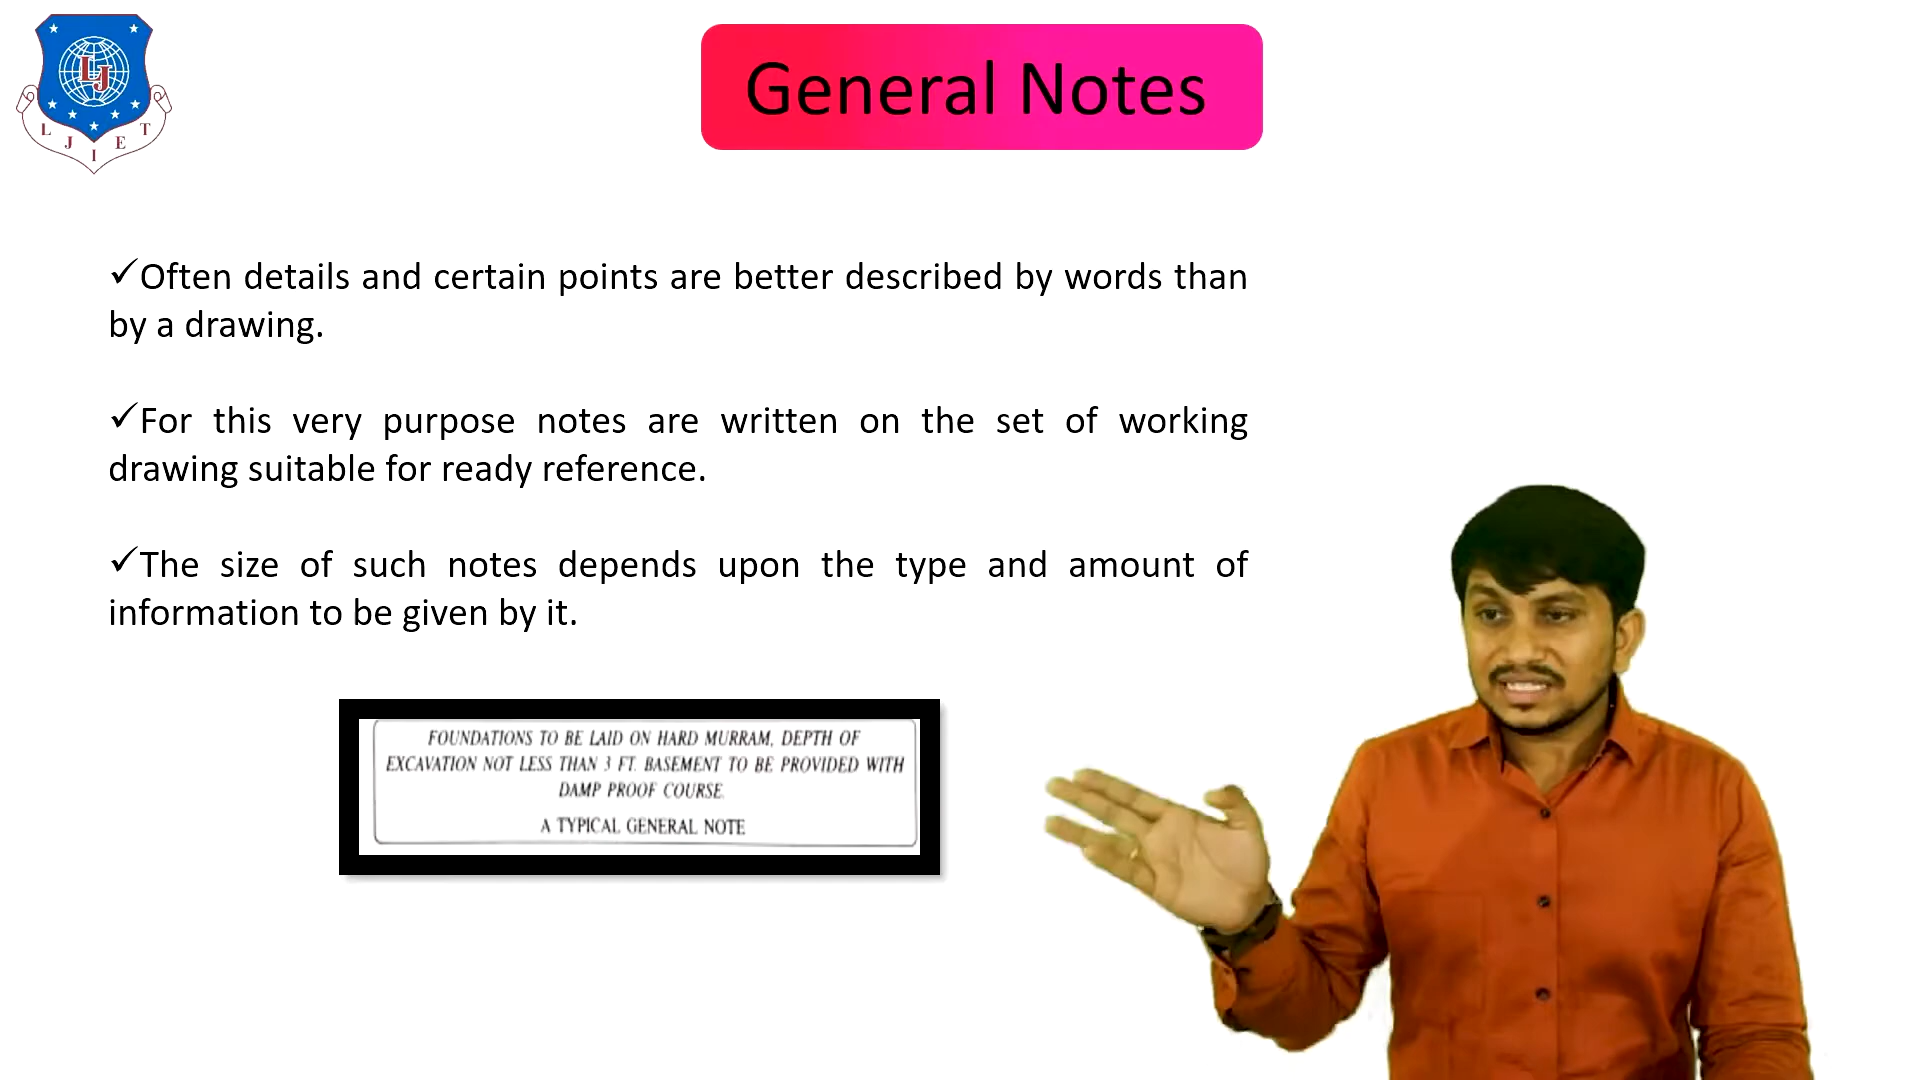 L J I E T
LJ
General Notes
✓Often details and certain points are better described by words than
by a drawing.
✓For this very purpose notes are written on the set of working
drawing suitable for ready reference.
✓The size of such notes depends upon the type and amount of
information to be given by it.
FOUNDATIONS TO BE LAID ON HARD MURRAM, DEPTH OF
EXCAVATION NOT LESS THAN 3 FT. BASEMENT TO BE PROVIDED WITH
DAMP PROOF COURSE.
A TYPICAL GENERAL NOTE